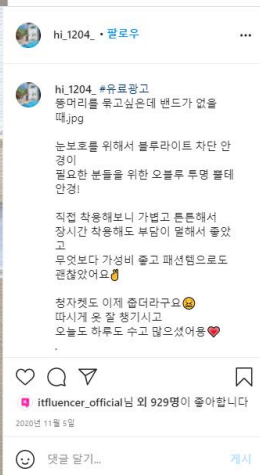 hi_1204_ • 팔로우
hi_1204_ #유료광고
똥머리를 묶고싶은데 밴드가 없을
때.jpg
눈보호를 위해서 블루라이트 차단 안
경이
필요한 분들을 위한 오블루 투명 뿔테
안경!
직접 착용해보니 가볍고 튼튼해서
장시간 착용해도 부담이 덜해서 좋았
고
무엇보다 가성비 좋고 패션템으로도
괜찮았어요✌
청자켓도 이제 춥더라구요😖
따시게 옷 잘 챙기시고
오늘도 하루도 수고 많으셨어용❤
.
itfluencer_official님 외 929명이 좋아합니다
2020년 11월 5일
댓글 달기...
게시